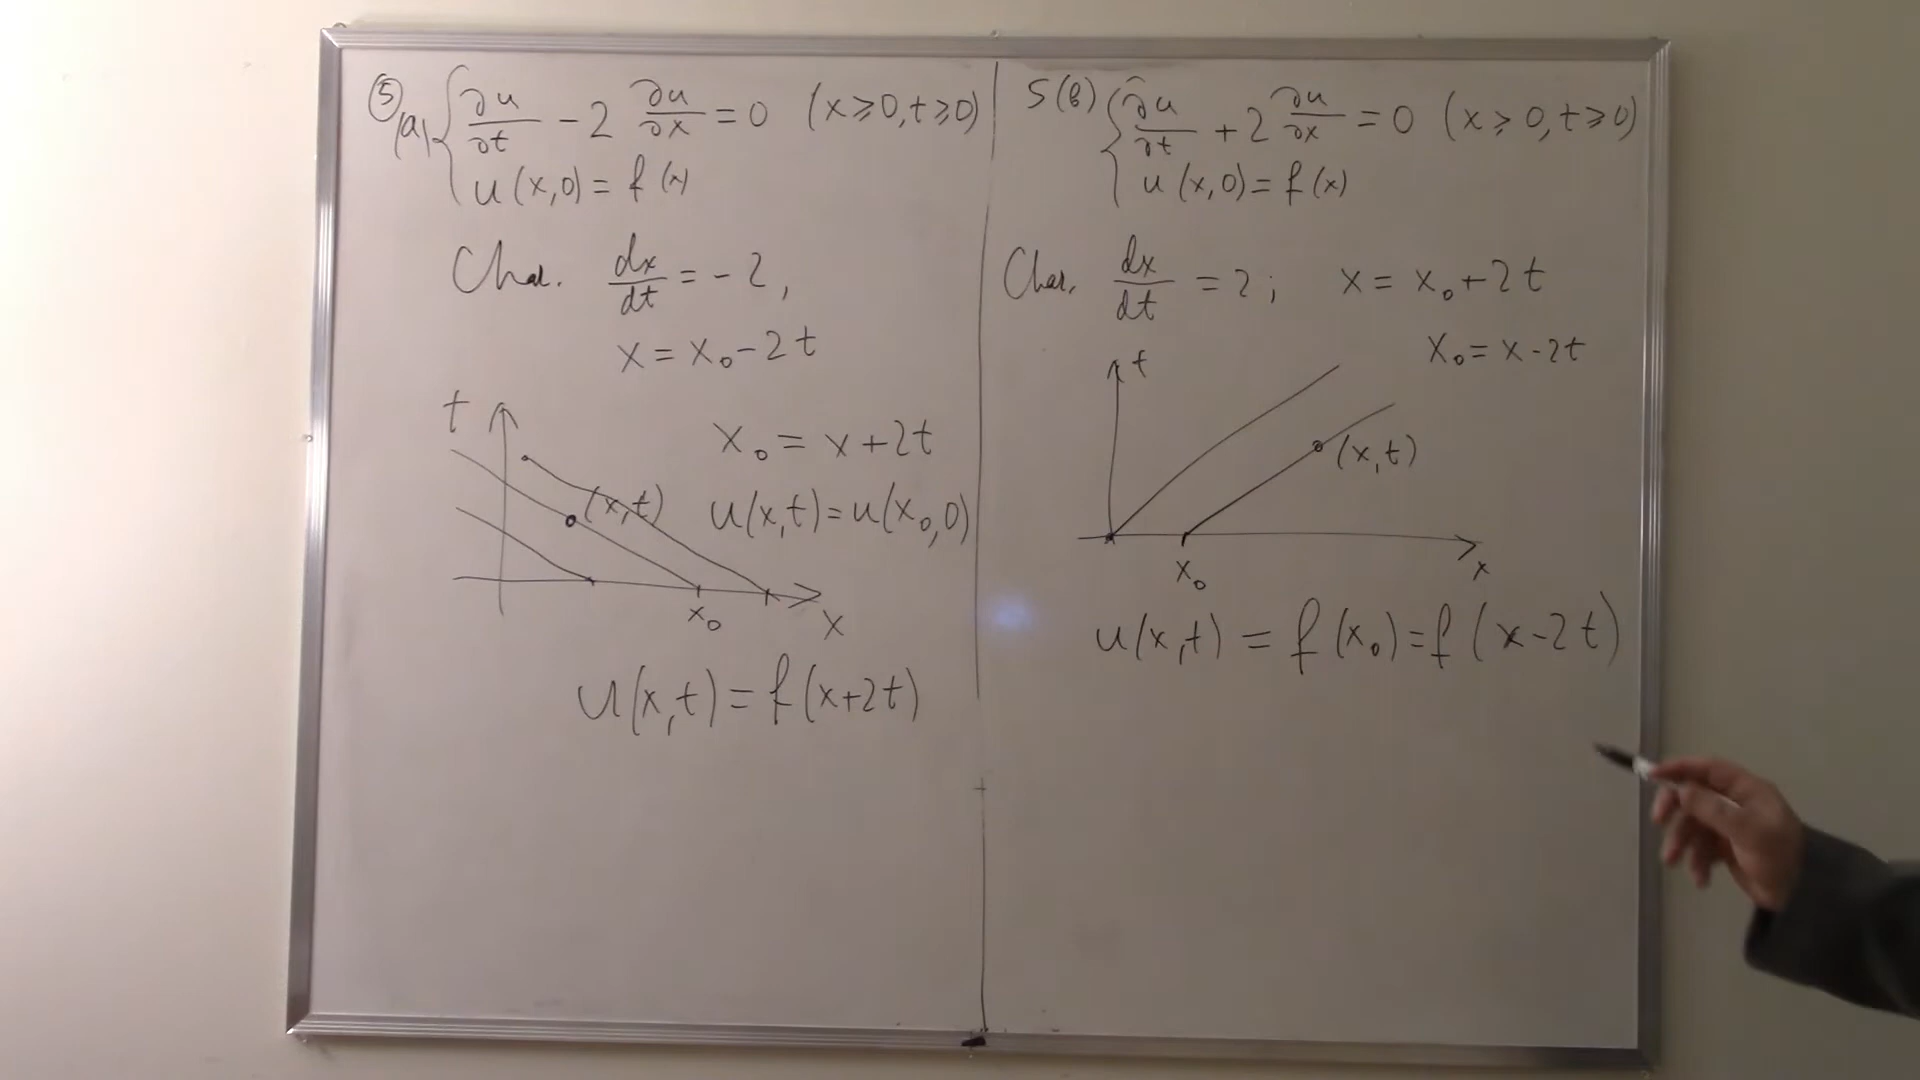 ⑤
(a) { ∂u/∂t - 2 ∂u/∂x = 0 (x ⩾ 0, t ⩾ 0)
u(x,0) = f(x)
Char. dx/dt = -2,
x = x₀ - 2t
t
x₀ = x + 2t
(x,t)
u(x,t) = u(x₀,0)
x₀
x
u(x,t) = f(x+2t)
5(b) { ∂u/∂t + 2 ∂u/∂x = 0 (x ⩾ 0, t ⩾ 0)
u(x,0) = f(x)
Char. dx/dt = 2; x = x₀ + 2t
x₀ = x - 2t
t
(x,t)
x₀
x
u(x,t) = f(x₀) = f(x - 2t)